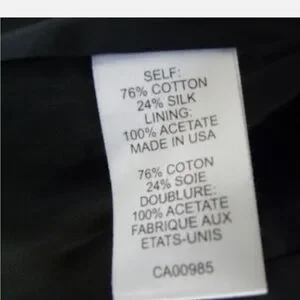 SELF:
76% COTTON
24% SILK
LINING:
100% ACETATE
MADE IN USA
76% COTON
24% SOIE
DOUBLURE:
100% ACETATE
FABRIQUE AUX
ETATS-UNIS
CA00985